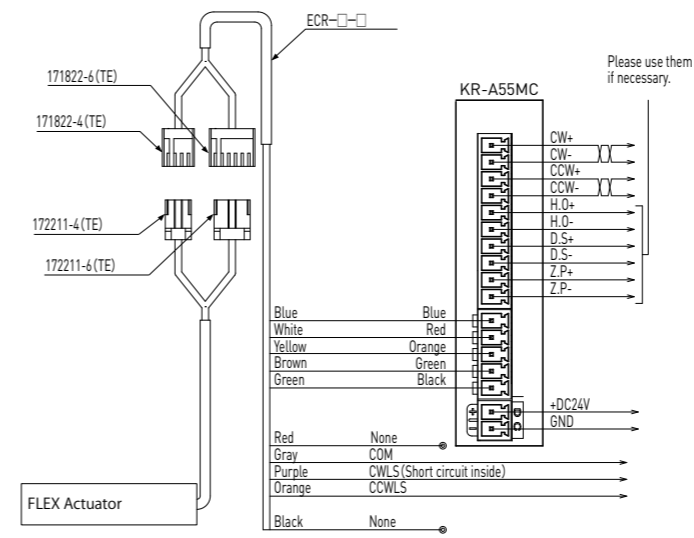 ECR-□-□
171822-6(TE)
171822-4(TE)
172211-4(TE)
172211-6(TE)
FLEX Actuator
KR-A55MC
Please use them
if necessary.
CW+
CW-
CCW+
CCW-
H.O+
H.O-
D.S+
D.S-
Z.P+
Z.P-
Blue Blue
White Red
Yellow Orange
Brown Green
Green Black
+DC24V
GND
Red None
Gray COM
Purple CWLS(Short circuit inside)
Orange CCWLS
Black None